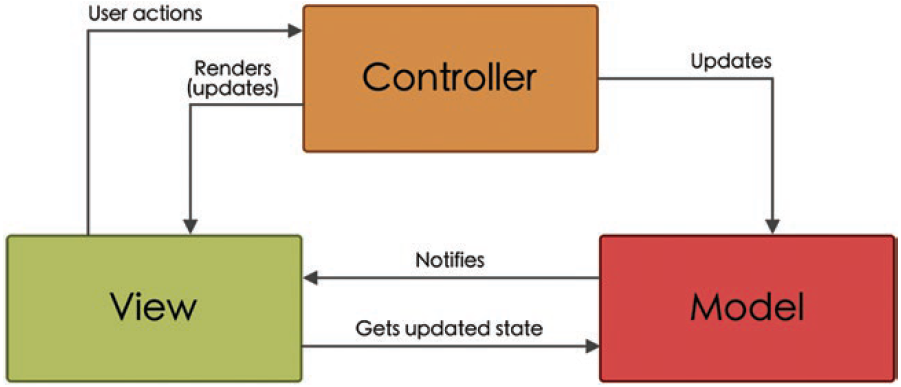 User actions
Renders
(updates)
Controller
Updates
Notifies
View
Model
Gets updated state